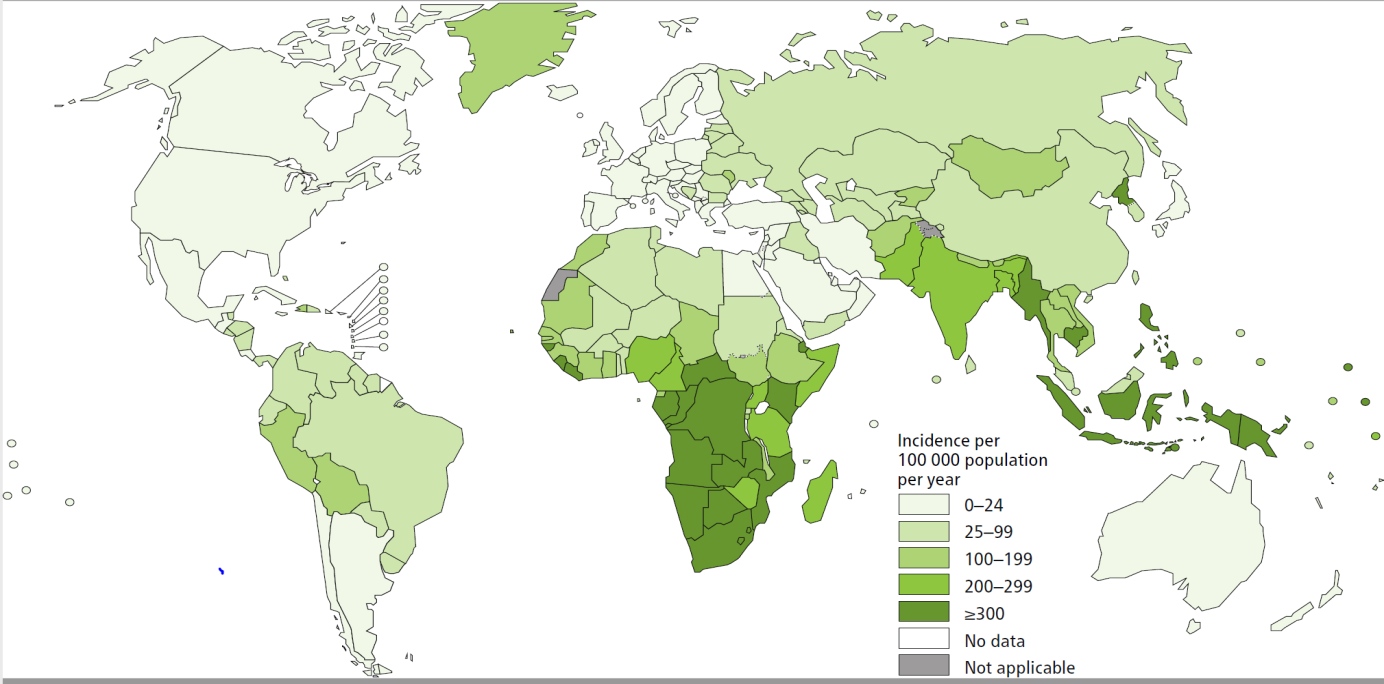 Incidence per
100 000 population
per year
0–24
25–99
100–199
200–299
≥300
No data
Not applicable